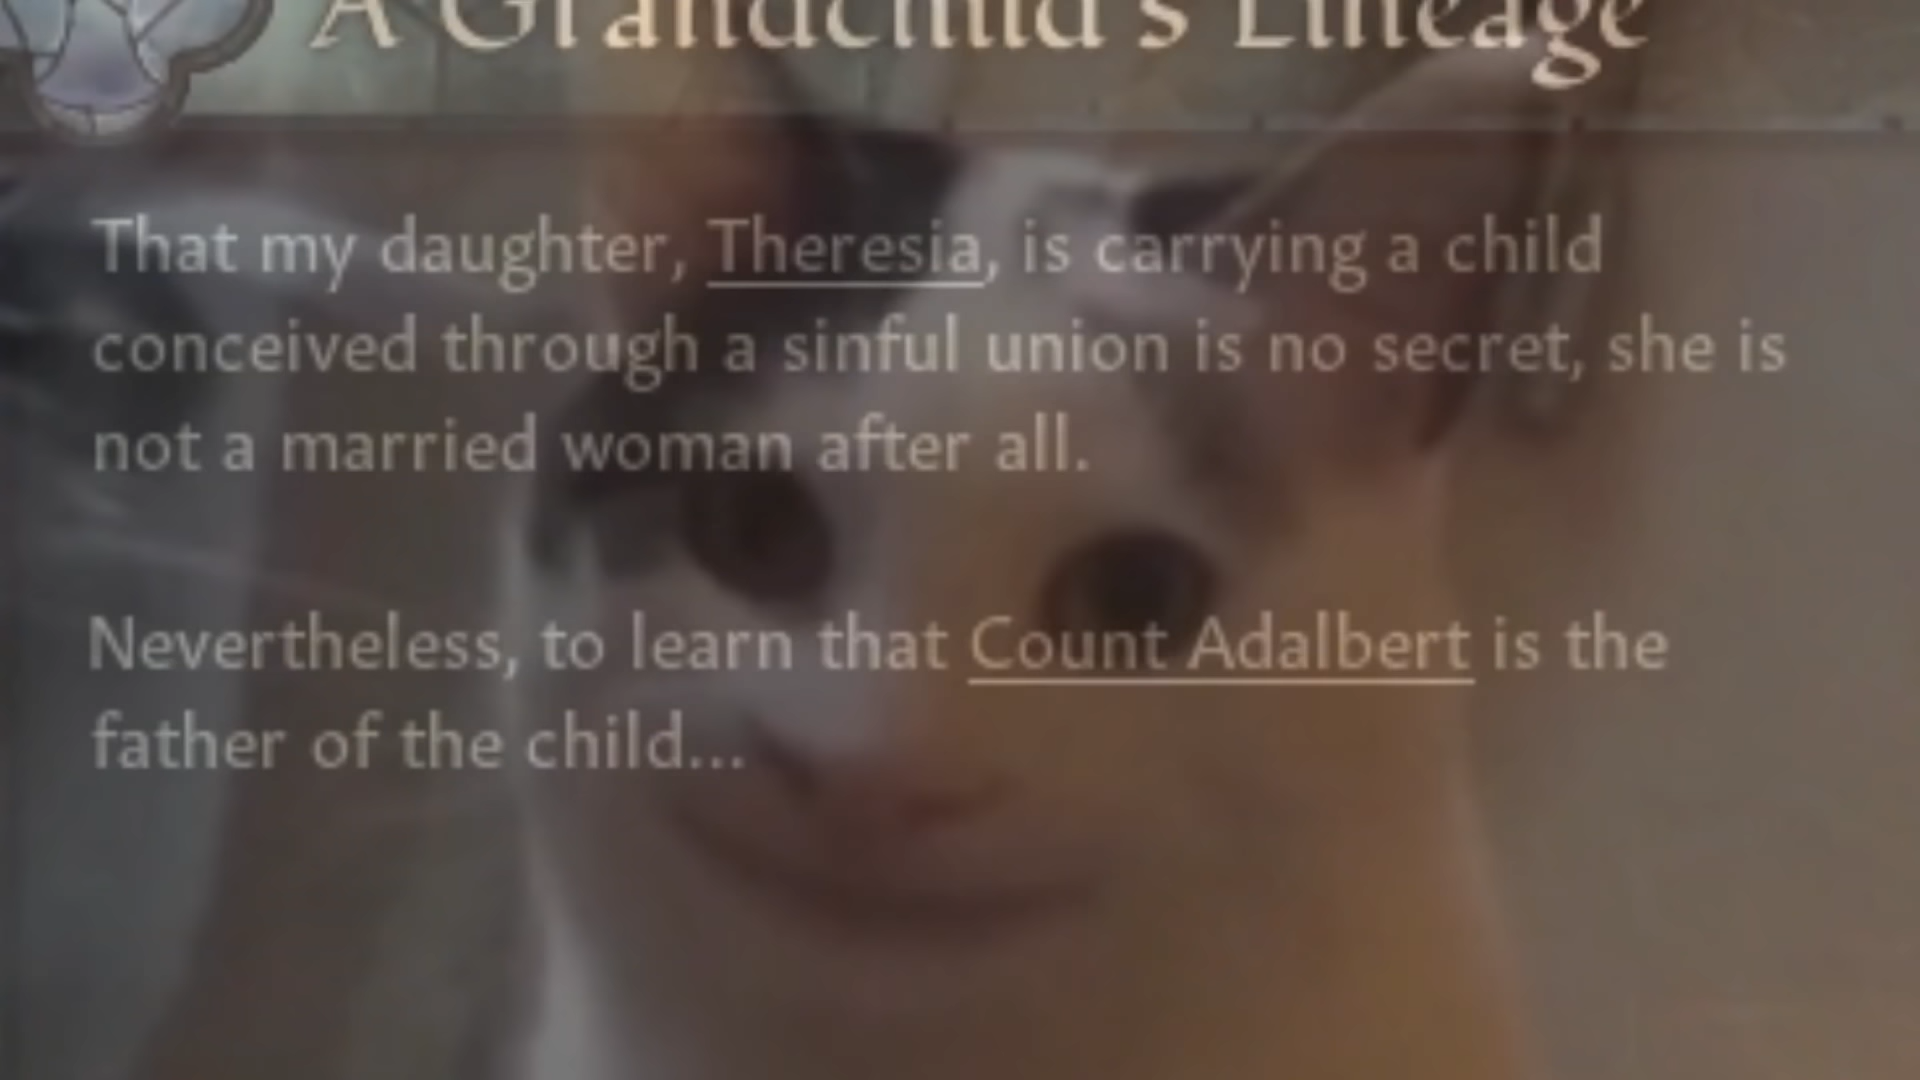 A Grandchild's Lineage
That my daughter, Theresia, is carrying a child
conceived through a sinful union is no secret, she is
not a married woman after all.
Nevertheless, to learn that Count Adalbert is the
father of the child...